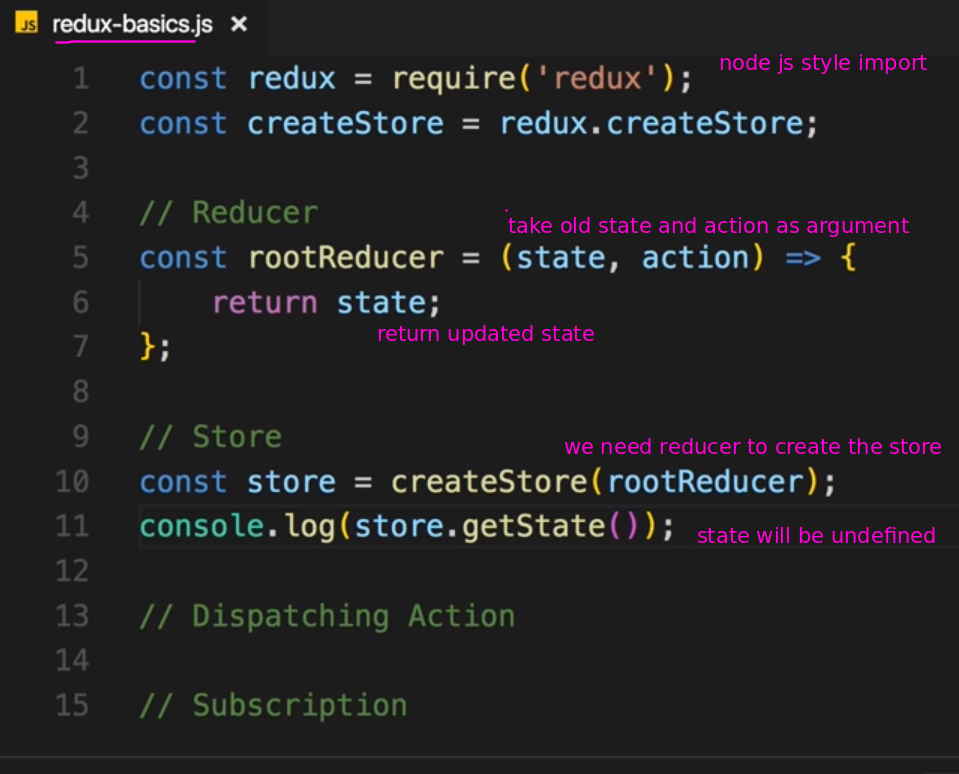 JS redux-basics.js ×
node js style import
1 const redux = require('redux');
2 const createStore = redux.createStore;
3
4 // Reducer
take old state and action as argument
5 const rootReducer = (state, action) => {
6 return state;
return updated state
7 };
8
9 // Store
we need reducer to create the store
10 const store = createStore(rootReducer);
11 console.log(store.getState());
state will be undefined
12
13 // Dispatching Action
14
15 // Subscription